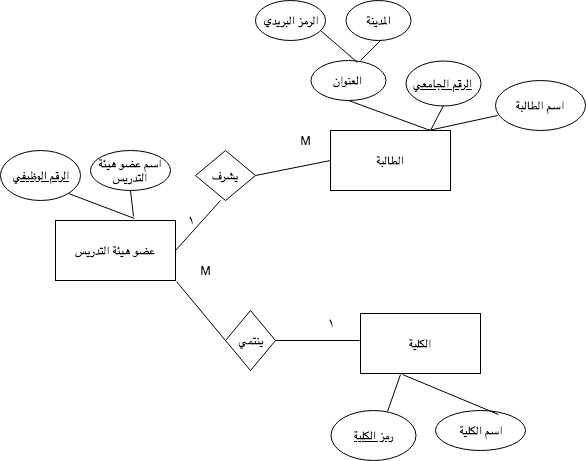 الرمز البريدي
المدينة
العنوان
الرقم الجامعي
اسم الطالبة
M
الطالبة
يشرف
اسم عضو هيئة
التدريس
الرقم الوظيفي
١
عضو هيئة التدريس
M
ينتمي
١
الكلية
رمز الكلية
اسم الكلية